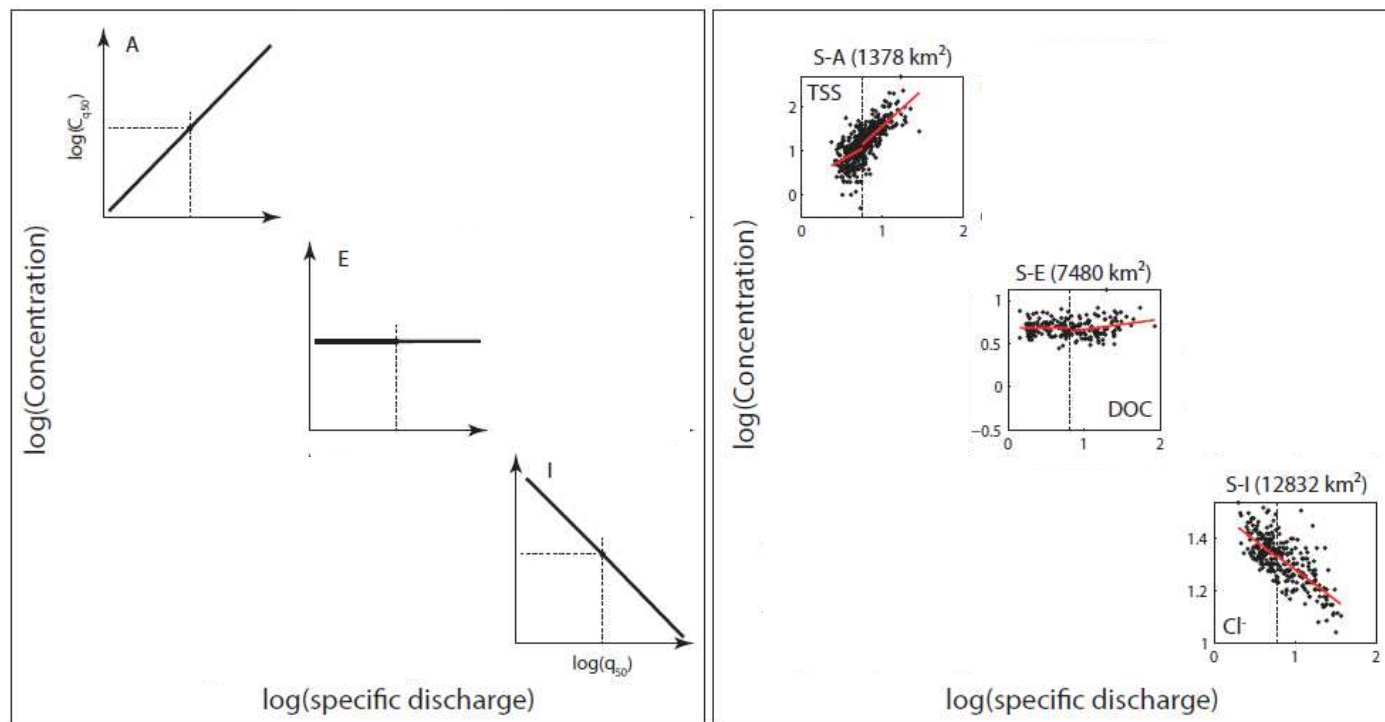 A
log(C_q50)
E
I
log(q_50)
log(Concentration)
log(specific discharge)
S-A (1378 km²)
TSS
2
1
0
0 1 2
S-E (7480 km²)
1
0.5
0
−0.5
DOC
0 1 2
S-I (12832 km²)
1.4
1.2
1
Cl⁻
0 1 2
log(Concentration)
log(specific discharge)